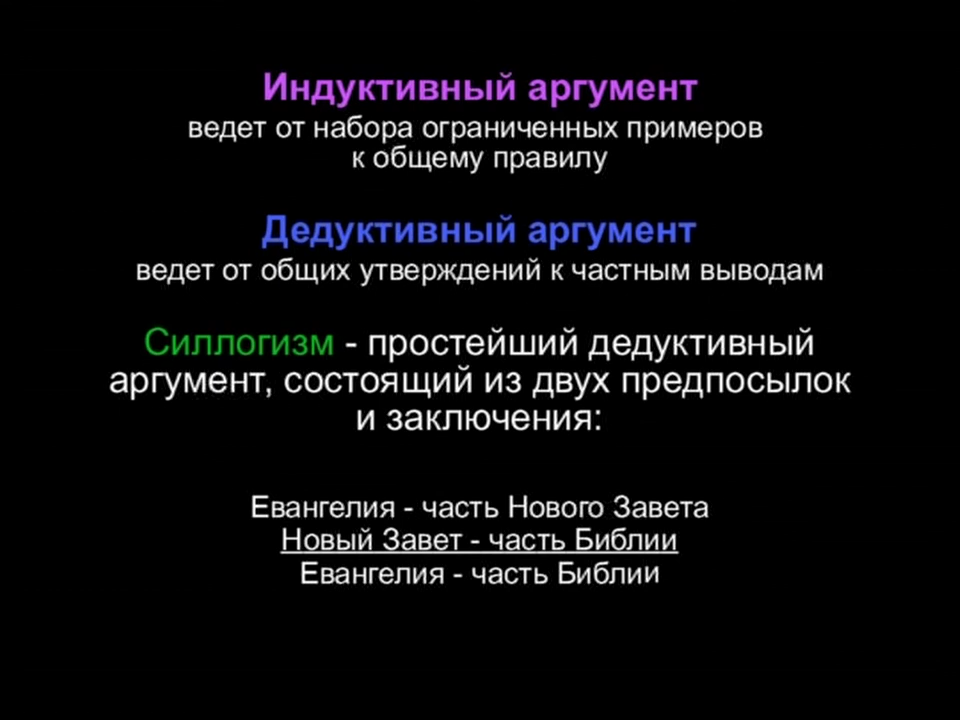 Индуктивный аргумент
ведет от набора ограниченных примеров
к общему правилу
Дедуктивный аргумент
ведет от общих утверждений к частным выводам
Силлогизм - простейший дедуктивный
аргумент, состоящий из двух предпосылок
и заключения:
Евангелия - часть Нового Завета
Новый Завет - часть Библии
Евангелия - часть Библии